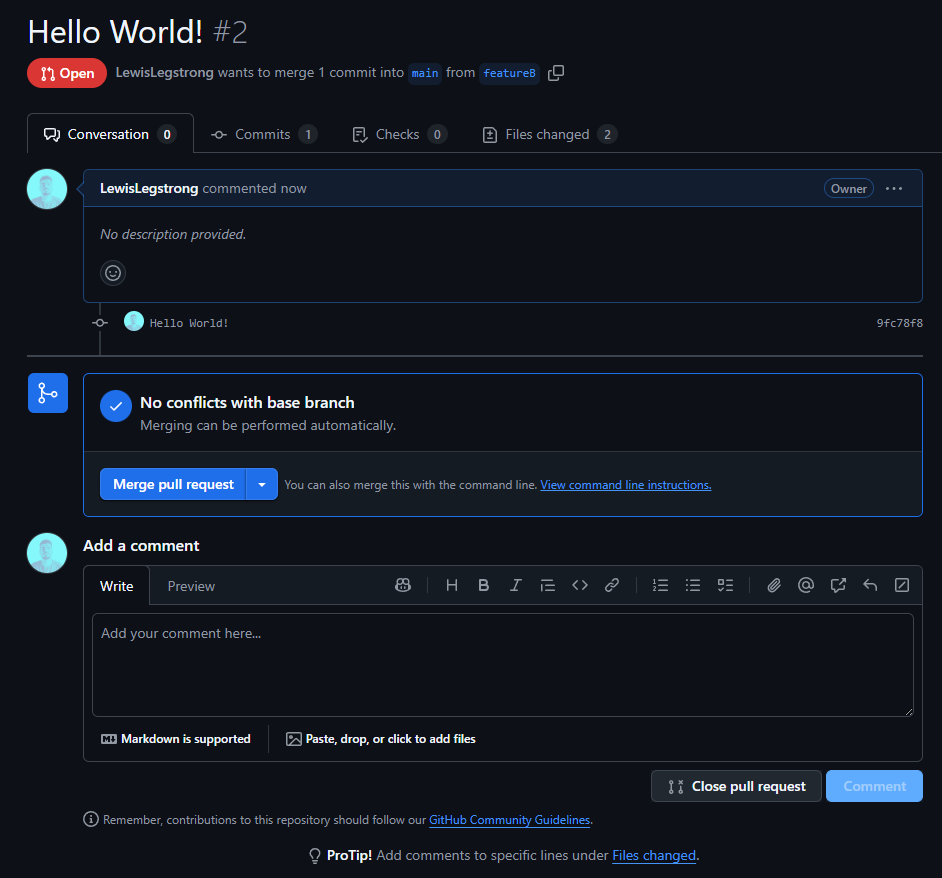 Hello World! #2
Open LewisLegstrong wants to merge 1 commit into main from featureB
Conversation 0 Commits 1 Checks 0 Files changed 2
LewisLegstrong commented now Owner
No description provided.
Hello World! 9fc78f8
No conflicts with base branch
Merging can be performed automatically.
Merge pull request You can also merge this with the command line. View command line instructions.
Add a comment
Write Preview
Add your comment here...
Markdown is supported Paste, drop, or click to add files
Close pull request Comment
Remember, contributions to this repository should follow our GitHub Community Guidelines.
ProTip! Add comments to specific lines under Files changed.